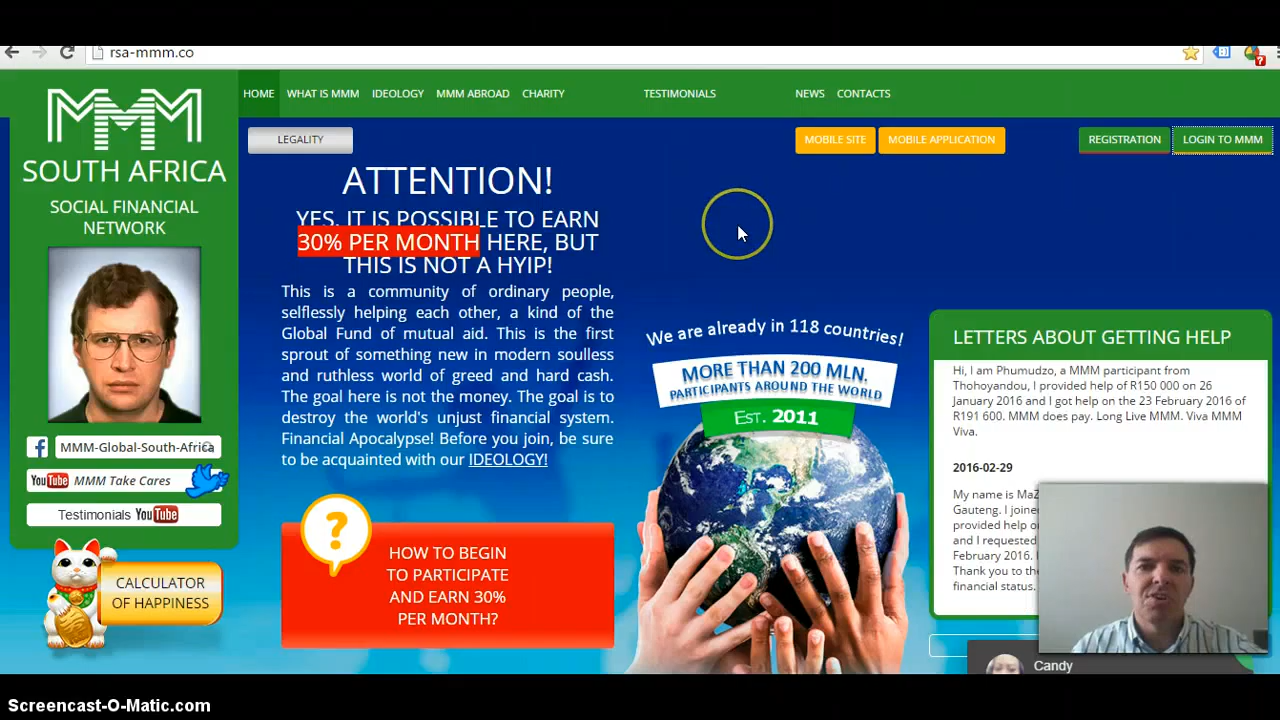 rsa-mmm.co
HOME WHAT IS MMM IDEOLOGY MMM ABROAD CHARITY TESTIMONIALS NEWS CONTACTS
MMM
SOUTH AFRICA
SOCIAL FINANCIAL
NETWORK
MMM-Global-South-Africa
YouTube MMM Take Cares
Testimonials YouTube
CALCULATOR
OF HAPPINESS
LEGALITY
MOBILE SITE MOBILE APPLICATION
REGISTRATION LOGIN TO MMM
ATTENTION!
YES, IT IS POSSIBLE TO EARN
30% PER MONTH HERE, BUT
THIS IS NOT A HYIP!
This is a community of ordinary people,
selflessly helping each other, a kind of the
Global Fund of mutual aid. This is the first
sprout of something new in modern soulless
and ruthless world of greed and hard cash.
The goal here is not the money. The goal is to
destroy the world's unjust financial system.
Financial Apocalypse! Before you join, be sure
to be acquainted with our IDEOLOGY!
?
HOW TO BEGIN
TO PARTICIPATE
AND EARN 30%
PER MONTH?
We are already in 118 countries!
MORE THAN 200 MLN.
PARTICIPANTS AROUND THE WORLD
EST. 2011
LETTERS ABOUT GETTING HELP
Hi, I am Phumudzo, a MMM participant from
Thohoyandou, I provided help of R150 000 on 26
January 2016 and I got help on the 23 February 2016 of
R191 600. MMM does pay. Long Live MMM. Viva MMM
Viva.
2016-02-29
My name is
Gauteng. I
provided help
and I requested
February 2016.
Thank you to the
financial status.
Candy
Screencast-O-Matic.com